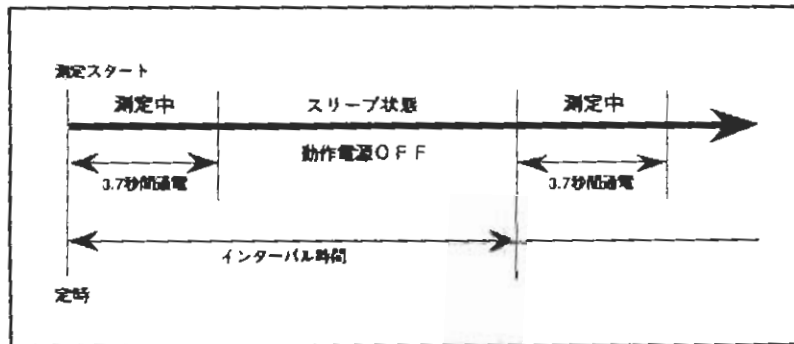 測定スタート
測定中
スリープ状態
測定中
動作電源OFF
3.7秒間通電
3.7秒間通電
インターバル時間
定時